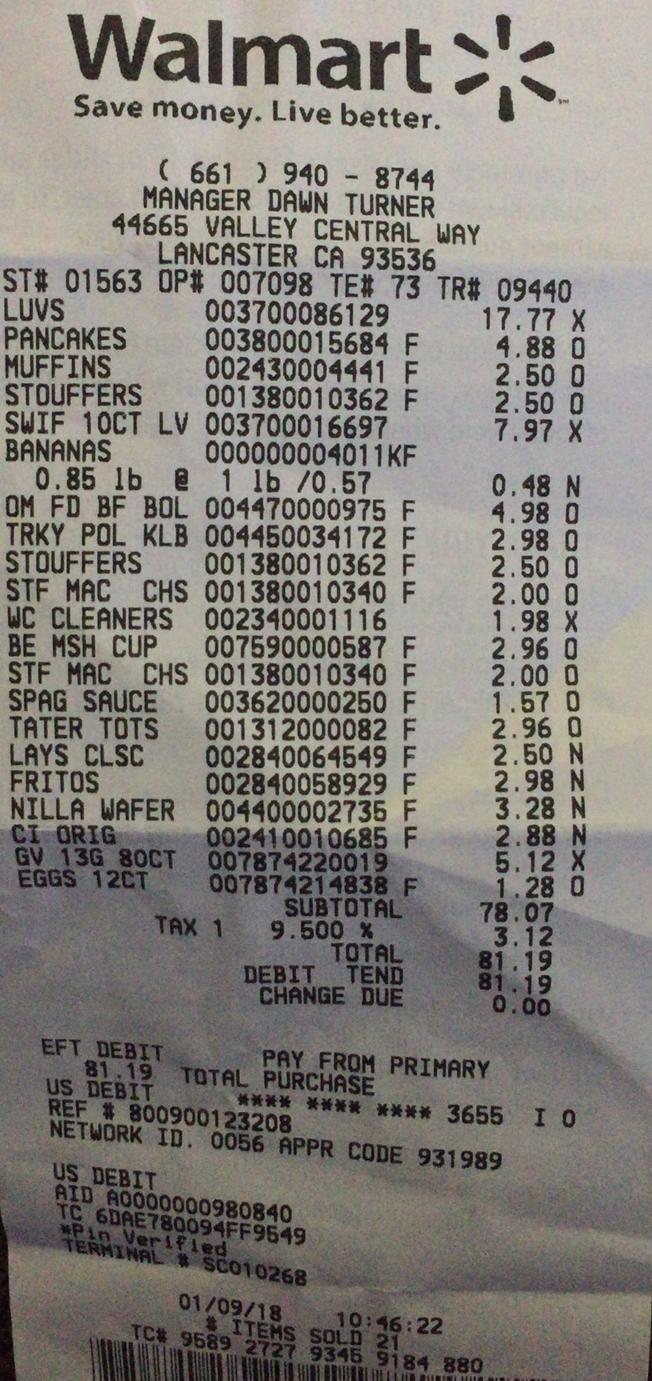 Walmart
Save money. Live better.
( 661 ) 940 - 8744
MANAGER DAWN TURNER
44665 VALLEY CENTRAL WAY
LANCASTER CA 93536
ST# 01563 OP# 007098 TE# 73 TR# 09440
LUVS 003700086129 17.77 X
PANCAKES 003800015684 F 4.88 O
MUFFINS 002430004441 F 2.50 O
STOUFFERS 001380010362 F 2.50 O
SWIF 10CT LV 003700016697 7.97 X
BANANAS 000000004011KF
0.85 lb @ 1 lb /0.57 0.48 N
OM FD BF BOL 004470000975 F 4.98 O
TRKY POL KLB 004450034172 F 2.98 O
STOUFFERS 001380010362 F 2.50 O
STF MAC CHS 001380010340 F 2.00 O
WC CLEANERS 002340001116 1.98 X
BE MSH CUP 007590000587 F 2.96 O
STF MAC CHS 001380010340 F 2.00 O
SPAG SAUCE 003620000250 F 1.57 O
TATER TOTS 001312000082 F 2.96 O
LAYS CLSC 002840064549 F 2.50 N
FRITOS 002840058929 F 2.98 N
NILLA WAFER 004400002735 F 3.28 N
CI ORIG 002410010685 F 2.88 N
GV 13G 80CT 007874220019 5.12 X
EGGS 12CT 007874214838 F 1.28 O
SUBTOTAL 78.07
TAX 1 9.500 % 3.12
TOTAL 81.19
DEBIT TEND 81.19
CHANGE DUE 0.00
EFT DEBIT PAY FROM PRIMARY
81.19 TOTAL PURCHASE
US DEBIT **** **** **** 3655 I 0
REF # 800900123208
NETWORK ID. 0056 APPR CODE 931989
US DEBIT
AID A0000000980840
TC 6DAE780094FF9549
*Pin Verified
TERMINAL # SC010268
01/09/18 10:46:22
# ITEMS SOLD 21
TC# 9589 2727 9345 9184 880